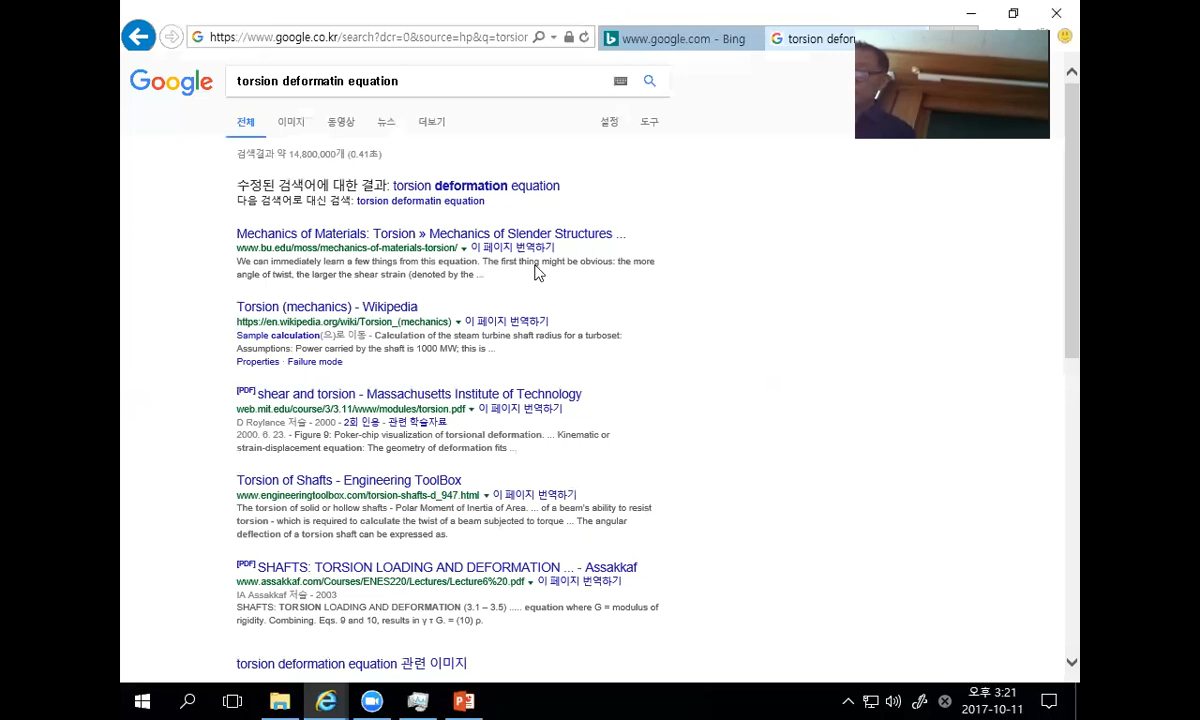 https://www.google.co.kr/search?dcr=0&source=hp&q=torsior
www.google.com - Bing
torsion defor
Google
torsion deformatin equation
전체 이미지 동영상 뉴스 더보기 설정 도구
검색결과 약 14,800,000개 (0.41초)
수정된 검색어에 대한 결과: torsion deformation equation
다음 검색어로 대신 검색: torsion deformatin equation
Mechanics of Materials: Torsion » Mechanics of Slender Structures ...
www.bu.edu/moss/mechanics-of-materials-torsion/ 이 페이지 번역하기
We can immediately learn a few things from this equation. The first thing might be obvious: the more
angle of twist, the larger the shear strain (denoted by the ...
Torsion (mechanics) - Wikipedia
https://en.wikipedia.org/wiki/Torsion_(mechanics) 이 페이지 번역하기
Sample calculation(으)로 이동 - Calculation of the steam turbine shaft radius for a turboset:
Assumptions: Power carried by the shaft is 1000 MW; this is ...
Properties · Failure mode
[PDF] shear and torsion - Massachusetts Institute of Technology
web.mit.edu/course/3/3.11/www/modules/torsion.pdf 이 페이지 번역하기
D Roylance 저술 - 2000 - 2회 인용 - 관련 학술자료
2000. 6. 23. - Figure 9: Poker-chip visualization of torsional deformation. ... Kinematic or
strain-displacement equation: The geometry of deformation fits ...
Torsion of Shafts - Engineering ToolBox
www.engineeringtoolbox.com/torsion-shafts-d_947.html 이 페이지 번역하기
The torsion of solid or hollow shafts - Polar Moment of Inertia of Area. ... of a beam's ability to resist
torsion - which is required to calculate the twist of a beam subjected to torque ... The angular
deflection of a torsion shaft can be expressed as.
[PDF] SHAFTS: TORSION LOADING AND DEFORMATION ... - Assakkaf
www.assakkaf.com/Courses/ENES220/Lectures/Lecture6%20.pdf 이 페이지 번역하기
IA Assakkaf 저술 - 2003
SHAFTS: TORSION LOADING AND DEFORMATION (3.1 – 3.5) ..... equation where G = modulus of
rigidity. Combining. Eqs. 9 and 10, results in γ τ G. = (10) ρ.
torsion deformation equation 관련 이미지
오후 3:21
2017-10-11